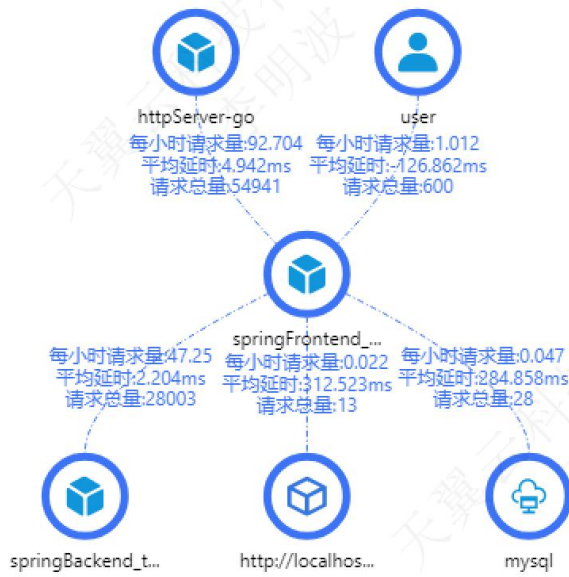 httpServer-go
user
每小时请求量:92.704
平均延时:4.942ms
请求总量:54941
每小时请求量:1.012
平均延时:-126.862ms
请求总量:600
springFrontend_...
每小时请求量:47.25
平均延时:2.204ms
请求总量:28003
每小时请求量:0.022
平均延时:312.523ms
请求总量:13
每小时请求量:0.047
平均延时:284.858ms
请求总量:28
springBackend_t...
http://localhos...
mysql